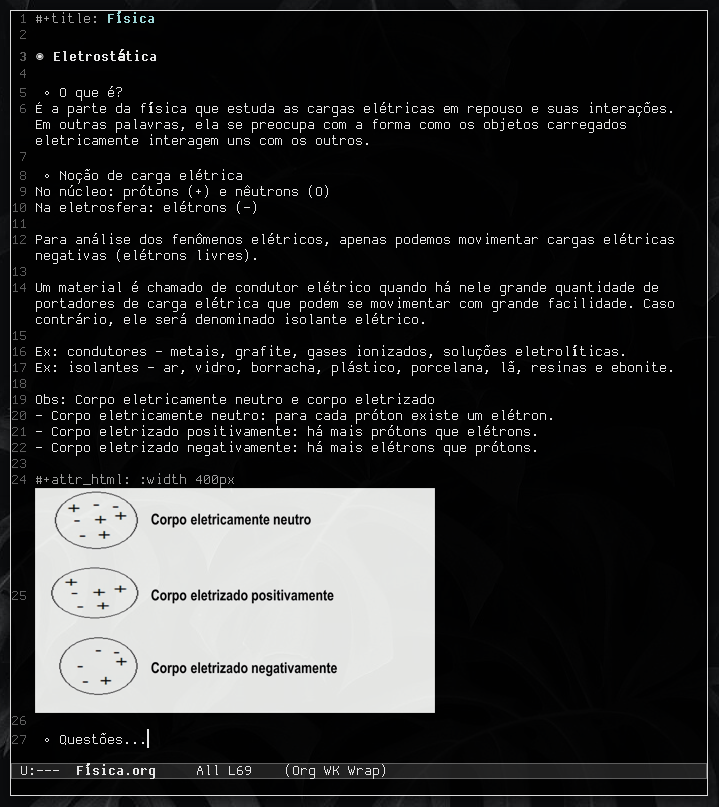 1 #+title: Física
2
3 ◉ Eletrostática
4
5 ∘ O que é?
6 É a parte da física que estuda as cargas elétricas em repouso e suas interações.
Em outras palavras, ela se preocupa com a forma como os objetos carregados
eletricamente interagem uns com os outros.
7
8 ∘ Noção de carga elétrica
9 No núcleo: prótons (+) e nêutrons (0)
10 Na eletrosfera: elétrons (-)
11
12 Para análise dos fenômenos elétricos, apenas podemos movimentar cargas elétricas
negativas (elétrons livres).
13
14 Um material é chamado de condutor elétrico quando há nele grande quantidade de
portadores de carga elétrica que podem se movimentar com grande facilidade. Caso
contrário, ele será denominado isolante elétrico.
15
16 Ex: condutores - metais, grafite, gases ionizados, soluções eletrolíticas.
17 Ex: isolantes - ar, vidro, borracha, plástico, porcelana, lã, resinas e ebonite.
18
19 Obs: Corpo eletricamente neutro e corpo eletrizado
20 - Corpo eletricamente neutro: para cada próton existe um elétron.
21 - Corpo eletrizado positivamente: há mais prótons que elétrons.
22 - Corpo eletrizado negativamente: há mais elétrons que prótons.
23
24 #+attr_html: :width 400px
Corpo eletricamente neutro
25 Corpo eletrizado positivamente
Corpo eletrizado negativamente
26
27 ∘ Questões...
U:--- Física.org All L69 (Org WK Wrap)